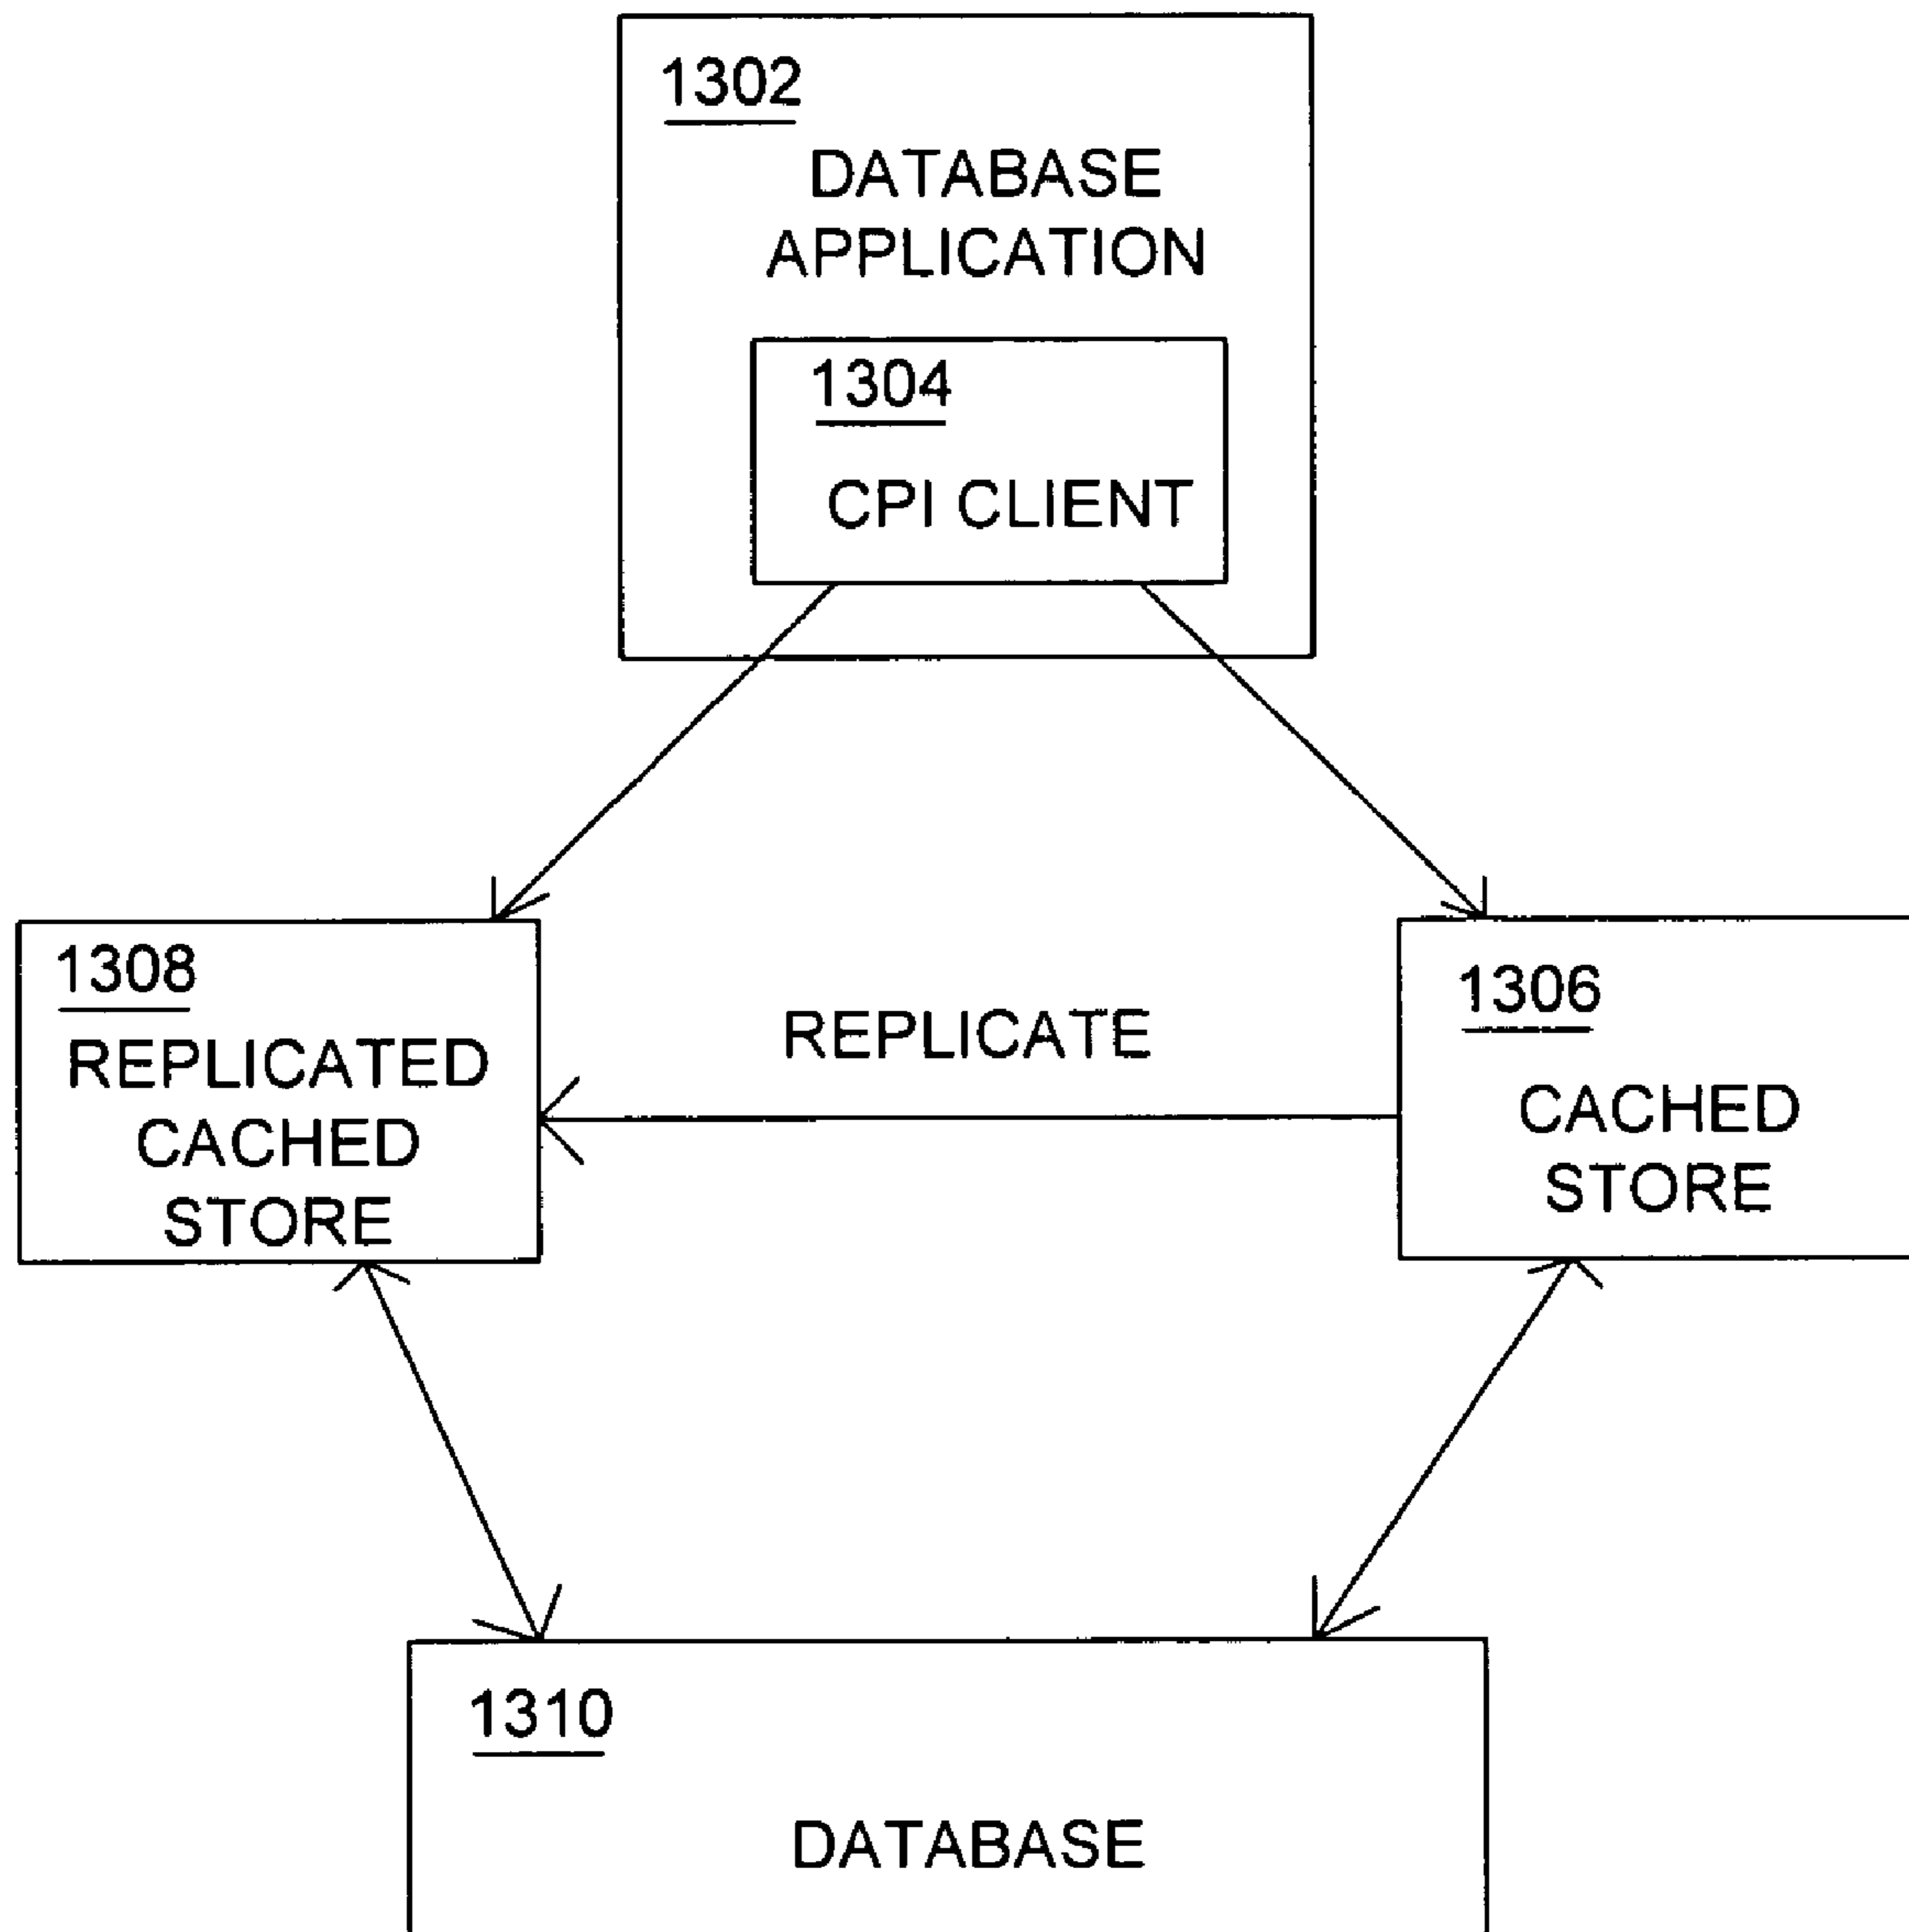 1302
DATABASE
APPLICATION
1304
CPI CLIENT
1308
REPLICATED
CACHED
STORE
REPLICATE
1306
CACHED
STORE
1310
DATABASE